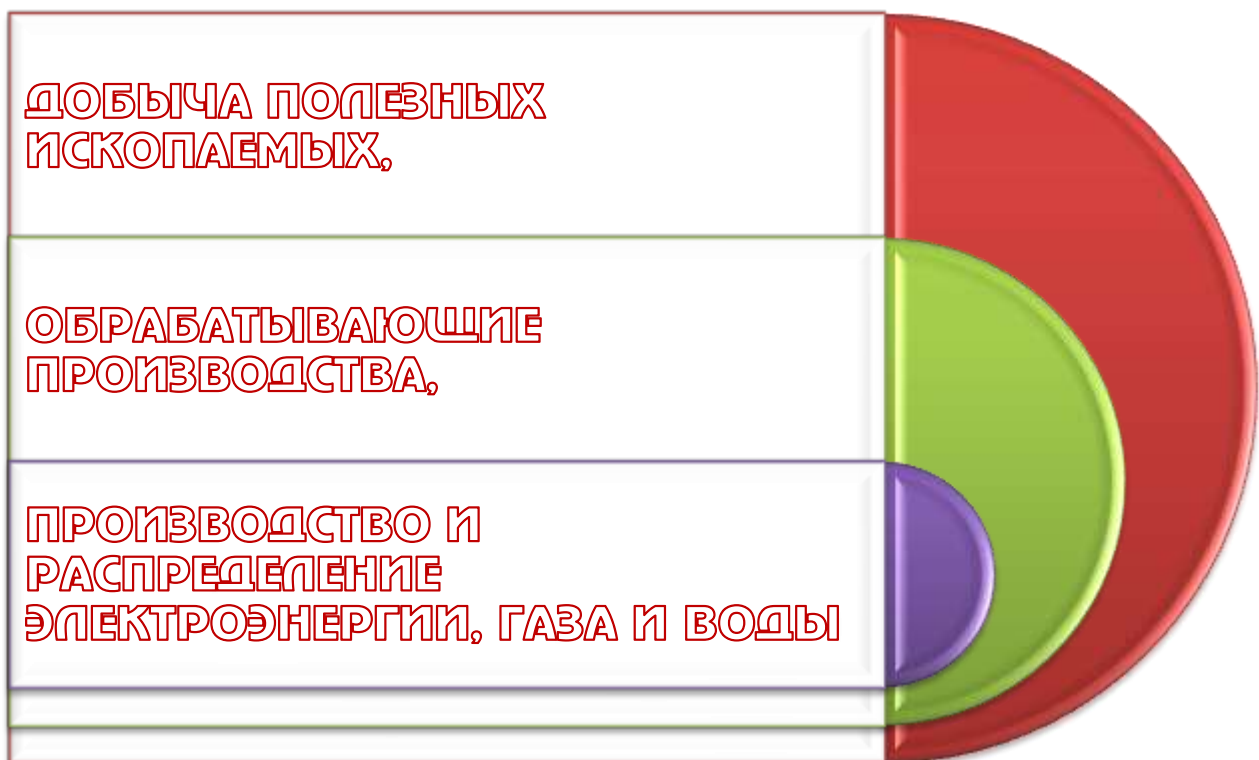 ДОБЫЧА ПОЛЕЗНЫХ
ИСКОПАЕМЫХ,
ОБРАБАТЫВАЮЩИЕ
ПРОИЗВОДСТВА,
ПРОИЗВОДСТВО И
РАСПРЕДЕЛЕНИЕ
ЭЛЕКТРОЭНЕРГИИ, ГАЗА И ВОДЫ